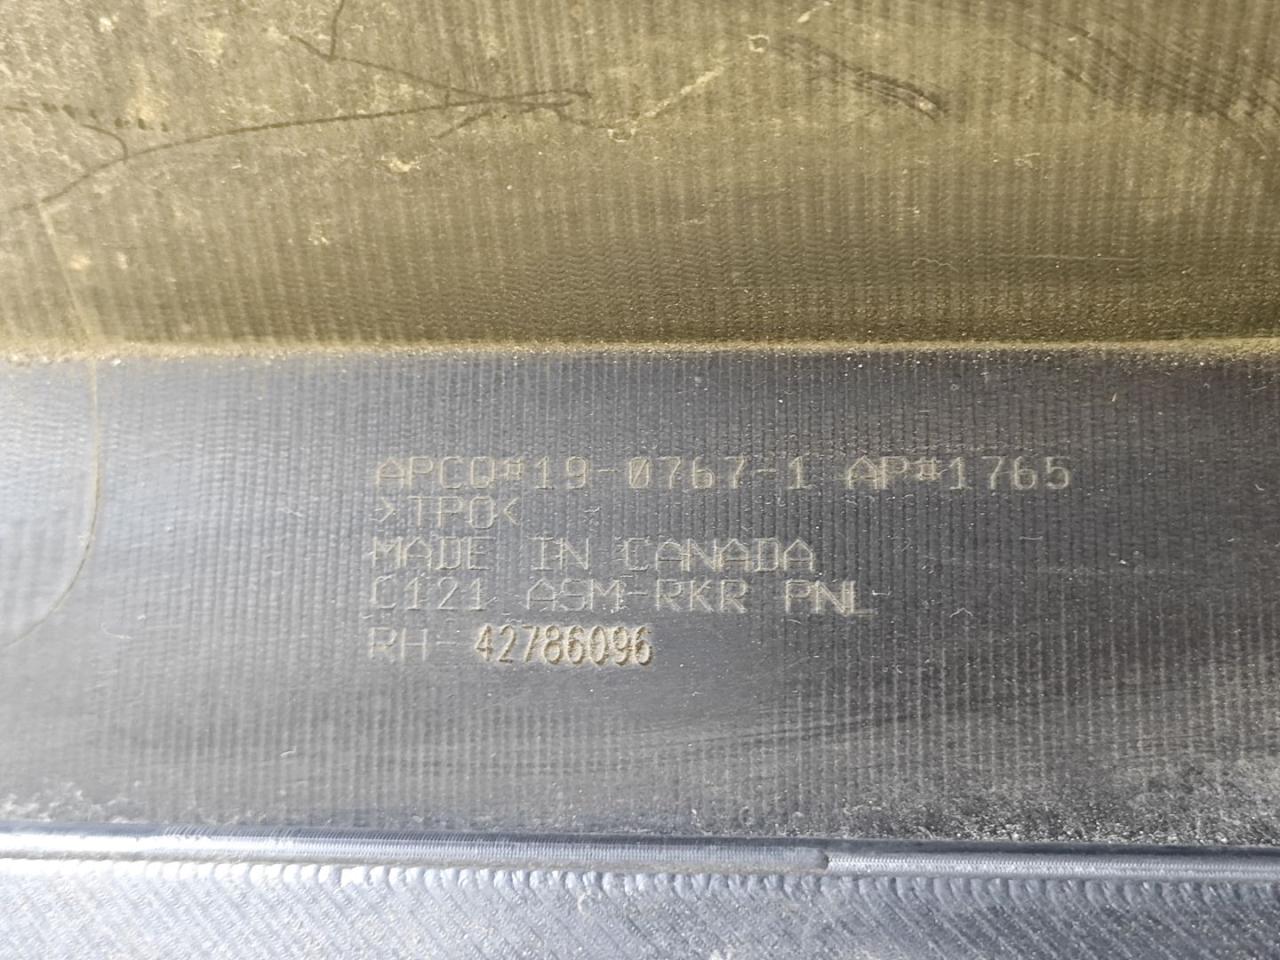 APCO#19-0767-1 AP#1765
>TPO<
MADE IN CANADA
C121 ASM-RKR PNL
RH- 42786096